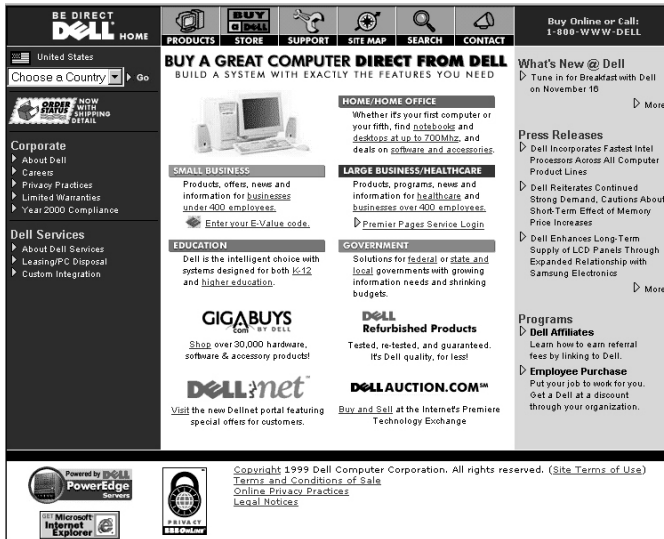 BE DIRECT
DELL HOME
PRODUCTS
BUY
a DELL
STORE
SUPPORT
SITE MAP
SEARCH
CONTACT
Buy Online or Call:
1-800-WWW-DELL
United States
Choose a Country
Go
ORDER STATUS
NOW
WITH
SHIPPING
DETAIL
Corporate
About Dell
Careers
Privacy Practices
Limited Warranties
Year 2000 Compliance
Dell Services
About Dell Services
Leasing/PC Disposal
Custom Integration
BUY A GREAT COMPUTER DIRECT FROM DELL
BUILD A SYSTEM WITH EXACTLY THE FEATURES YOU NEED
HOME/HOME OFFICE
Whether it's your first computer or
your fifth, find notebooks and
desktops at up to 700Mhz, and
deals on software and accessories.
SMALL BUSINESS
Products, offers, news and
information for businesses
under 400 employees.
Enter your E-Value code.
LARGE BUSINESS/HEALTHCARE
Products, programs, news and
information for healthcare and
businesses over 400 employees.
Premier Pages Service Login
EDUCATION
Dell is the intelligent choice with
systems designed for both K-12
and higher education.
GOVERNMENT
Solutions for federal or state and
local governments with growing
information needs and shrinking
budgets.
GIGABUYS
.com BY DELL
Shop over 30,000 hardware,
software & accessory products!
DELL
Refurbished Products
Tested, re-tested, and guaranteed.
It's Dell quality, for less!
DELL net
Visit the new Dellnet portal featuring
special offers for customers.
DELLAUCTION.COM℠
Buy and Sell at the Internet's Premiere
Technology Exchange
What's New @ Dell
Tune in for Breakfast with Dell
on November 16
More
Press Releases
Dell Incorporates Fastest Intel
Processors Across All Computer
Product Lines
Dell Reiterates Continued
Strong Demand, Cautions About
Short-Term Effect of Memory
Price Increases
Dell Enhances Long-Term
Supply of LCD Panels Through
Expanded Relationship with
Samsung Electronics
More
Programs
Dell Affiliates
Learn how to earn referral
fees by linking to Dell.
Employee Purchase
Put your job to work for you.
Get a Dell at a discount
through your organization.
Powered by DELL
PowerEdge
Servers
GET Microsoft
Internet
Explorer
PRIVACY
BBBOnLine
Copyright 1999 Dell Computer Corporation. All rights reserved. (Site Terms of Use)
Terms and Conditions of Sale
Online Privacy Practices
Legal Notices